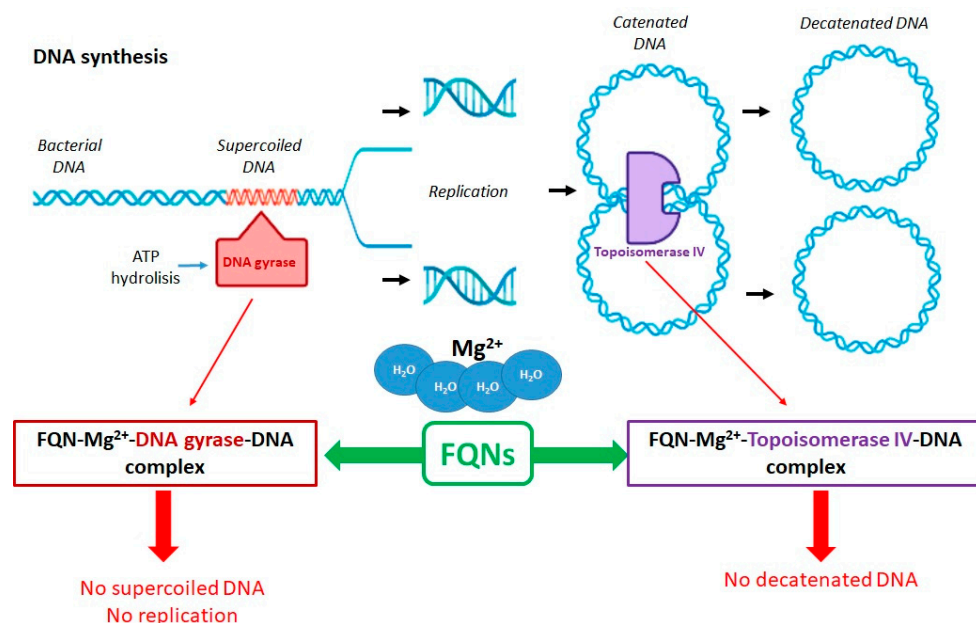 DNA synthesis
Catenated
DNA
Decatenated DNA
Bacterial
DNA
Supercoiled
DNA
Replication
ATP
hydrolisis
DNA gyrase
Topoisomerase IV
Mg²⁺
H₂O
H₂O
H₂O
H₂O
FQN-Mg²⁺-DNA gyrase-DNA
complex
FQNs
FQN-Mg²⁺-Topoisomerase IV-DNA
complex
No supercoiled DNA
No replication
No decatenated DNA